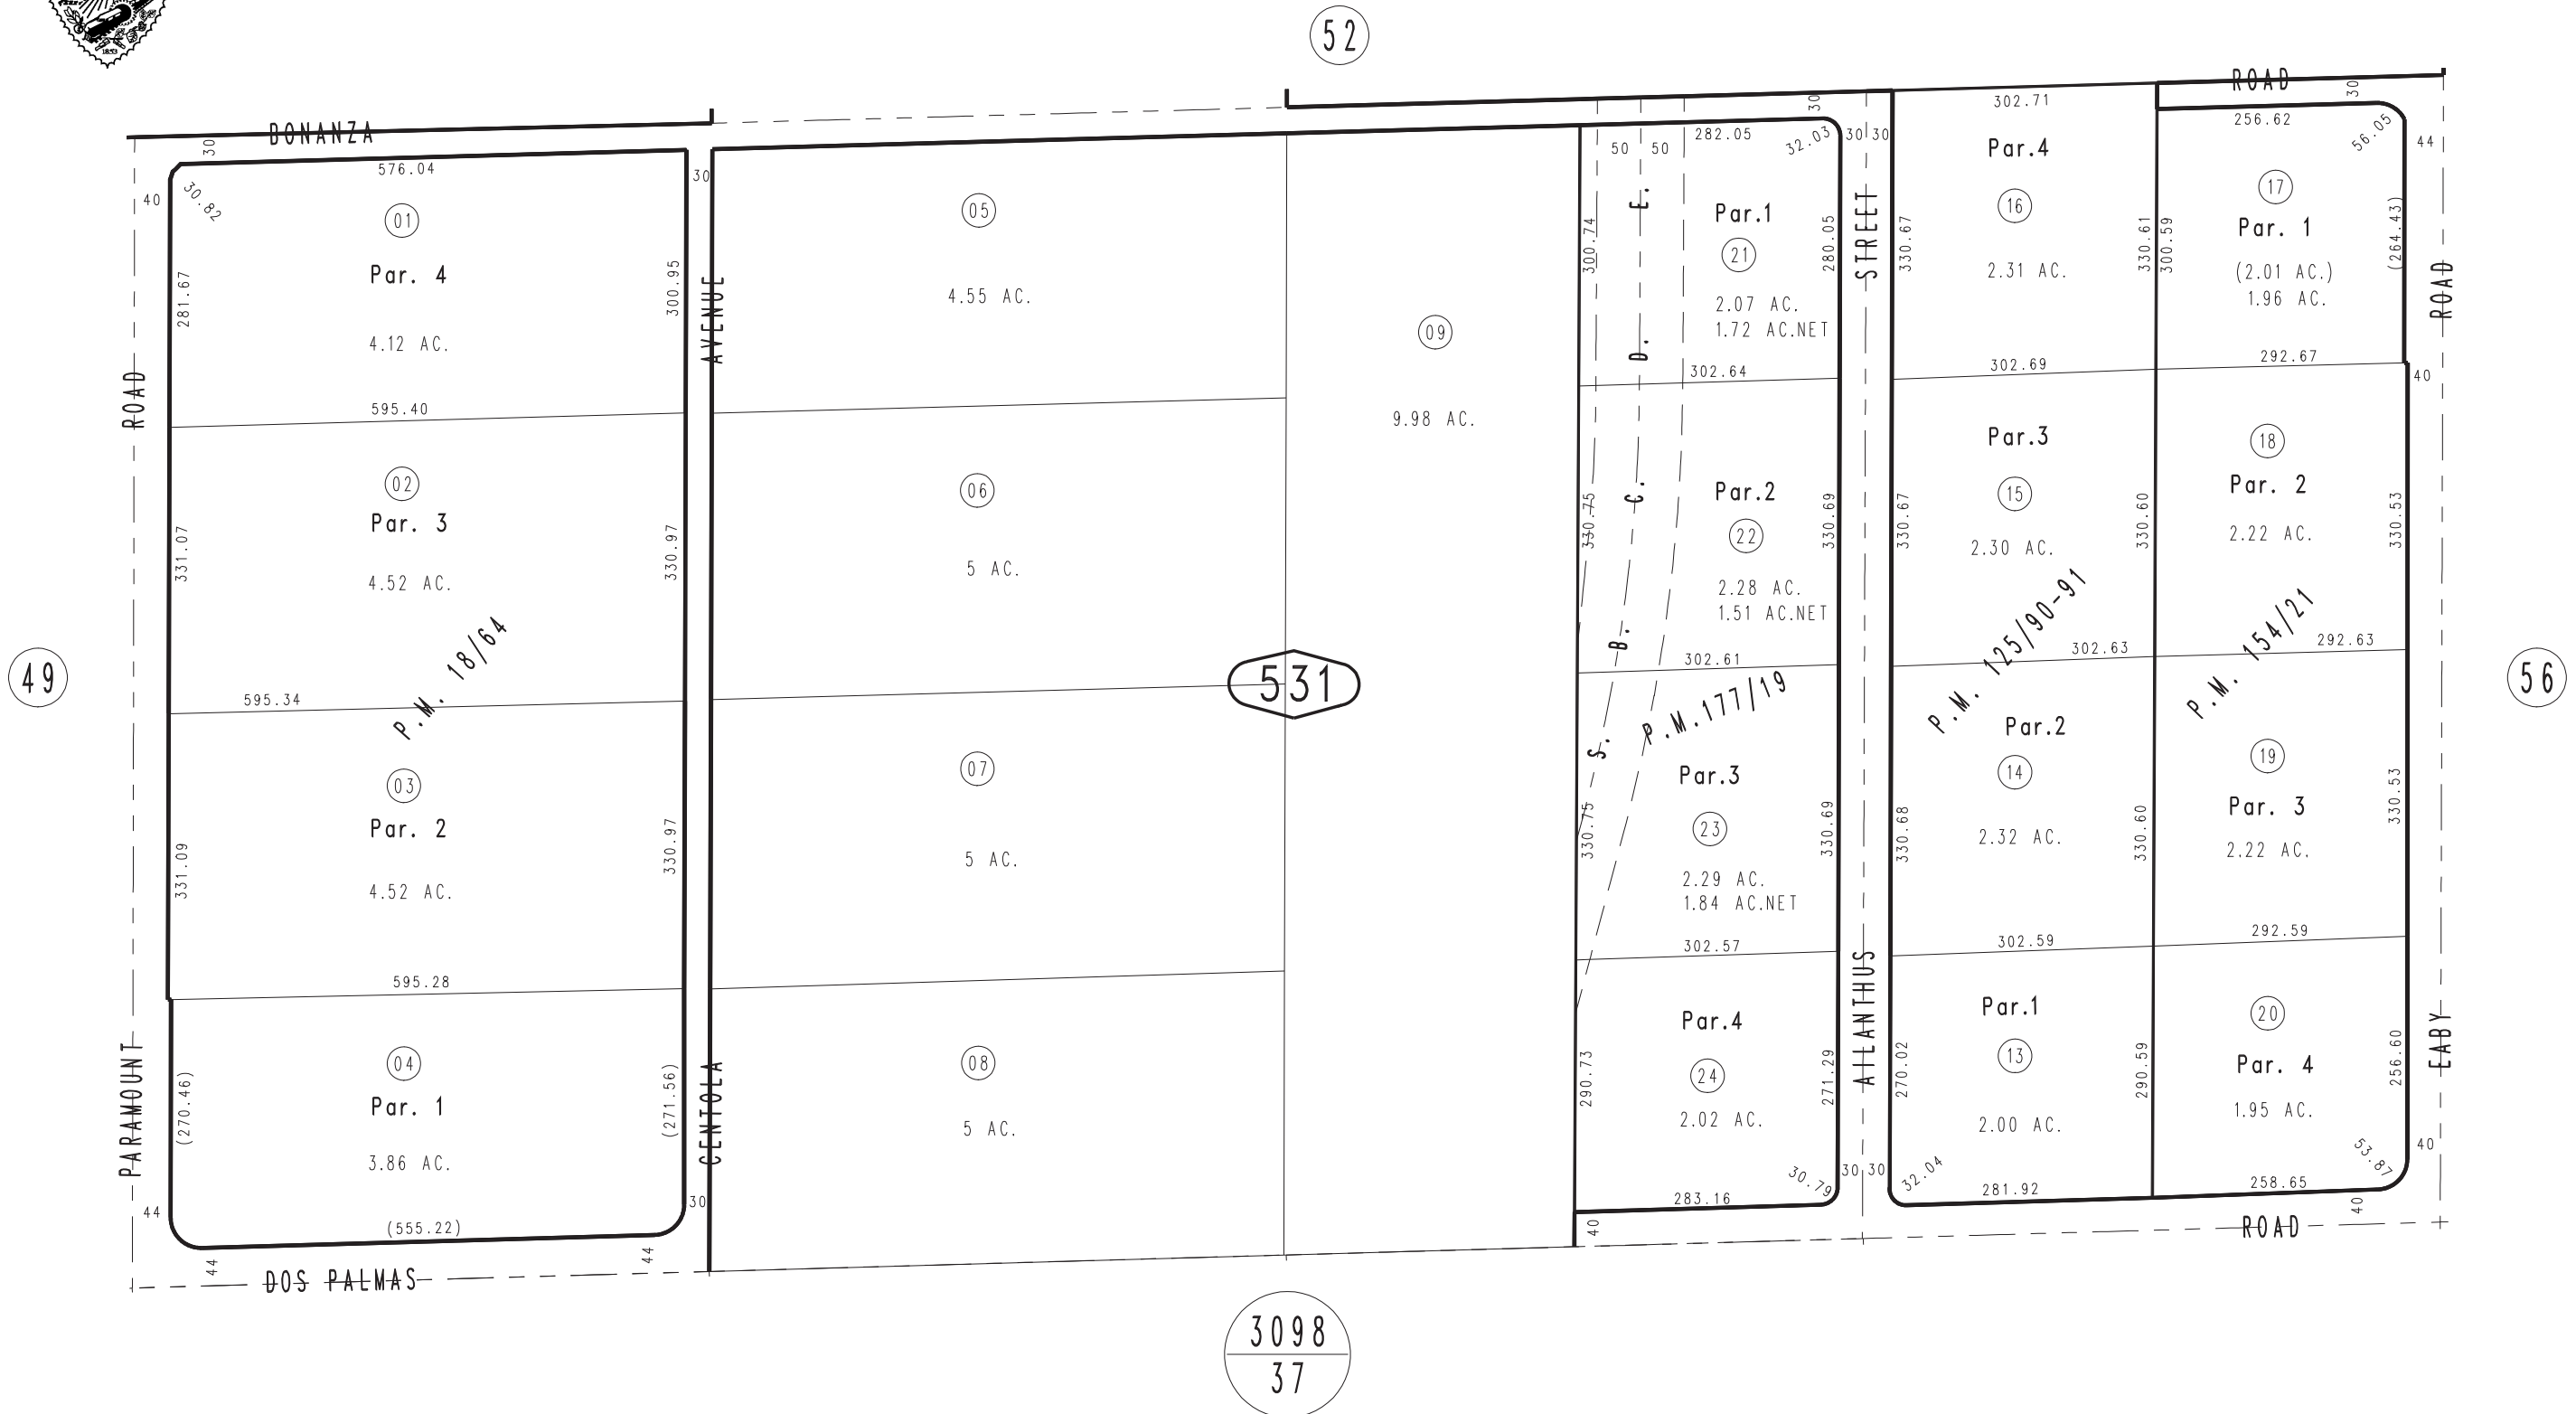 1853
52
BONANZA
ROAD
30
576.04
30.82
40
01
Par. 4
4.12 AC.
281.67
300.95
595.40
30
AVENUE
ROAD
02
Par. 3
4.52 AC.
331.07
330.97
595.34
P.M. 18/64
03
Par. 2
4.52 AC.
331.09
330.97
595.28
04
Par. 1
3.86 AC.
(270.46)
(271.56)
(555.22)
PARAMOUNT
CENTOLA
30
44
44
44
DOS PALMAS
05
4.55 AC.
06
5 AC.
07
5 AC.
08
5 AC.
09
9.98 AC.
531
50
50
282.05
32.03
30
30
30
S. B. C. D. E.
300.74
Par.1
21
2.07 AC.
1.72 AC.NET
280.05
302.64
330.75
Par.2
22
2.28 AC.
1.51 AC.NET
330.69
302.61
P.M.177/19
330.75
Par.3
23
2.29 AC.
1.84 AC.NET
330.69
302.57
290.73
Par.4
24
2.02 AC.
271.29
30.79
283.16
40
30
30
STREET
AILANTHUS
302.71
Par.4
16
2.31 AC.
330.67
330.61
302.69
Par.3
15
2.30 AC.
330.67
330.60
302.63
P.M. 125/90-91
Par.2
14
2.32 AC.
330.68
330.60
302.59
Par.1
13
2.00 AC.
270.02
290.59
32.04
281.92
30
256.62
56.05
44
17
Par. 1
(2.01 AC.)
1.96 AC.
300.59
(264.43)
292.67
40
ROAD
18
Par. 2
2.22 AC.
330.53
292.63
P.M. 154/21
19
Par. 3
2.22 AC.
330.53
292.59
20
Par. 4
1.95 AC.
256.60
53.87
258.65
40
40
EABY
ROAD
49
56
3098
37